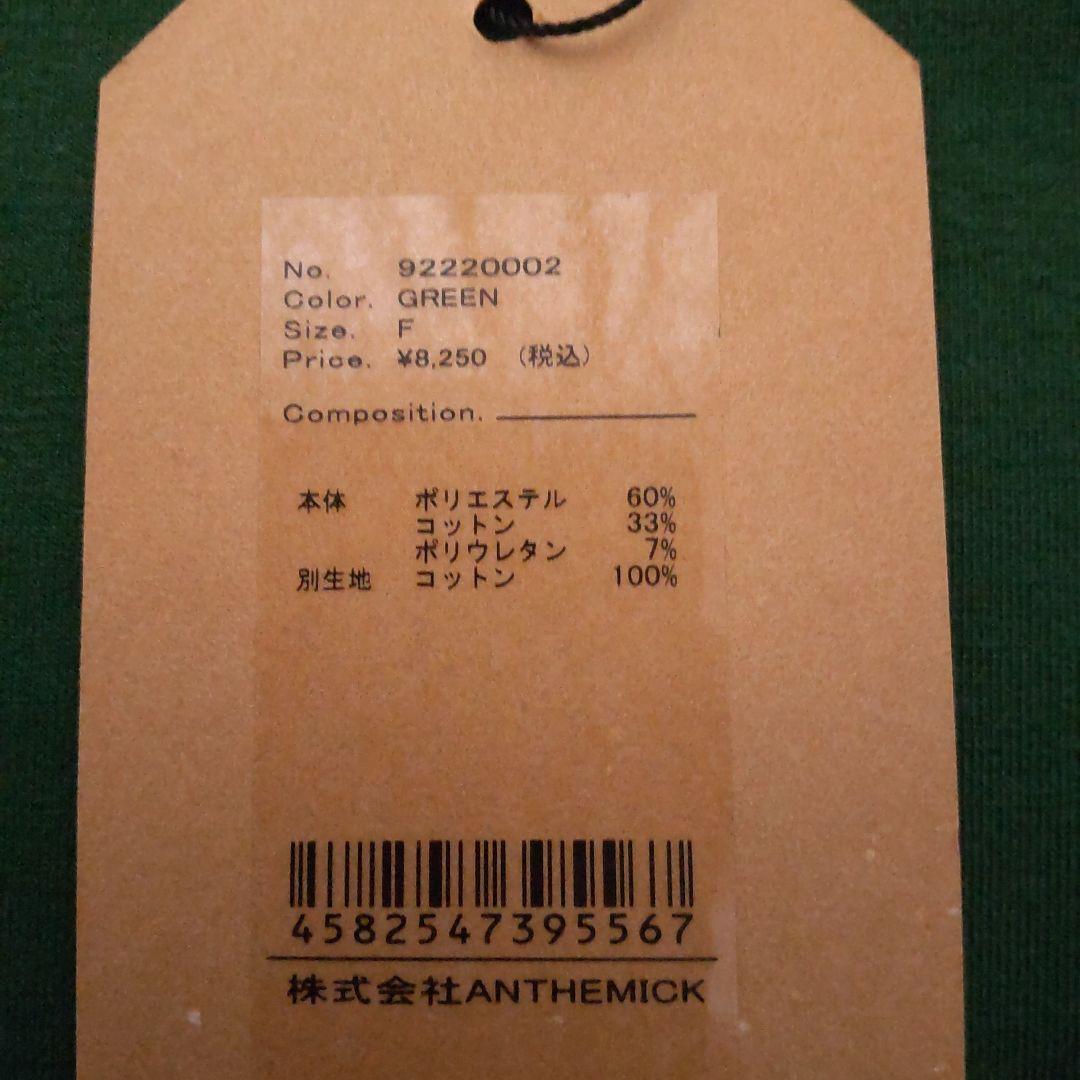 No. 92220002
Color. GREEN
Size. F
Price. ¥8,250 (税込)
Composition.
本体 ポリエステル 60%
コットン 33%
ポリウレタン 7%
別生地 コットン 100%
4582547395567
株式会社ANTHEMICK